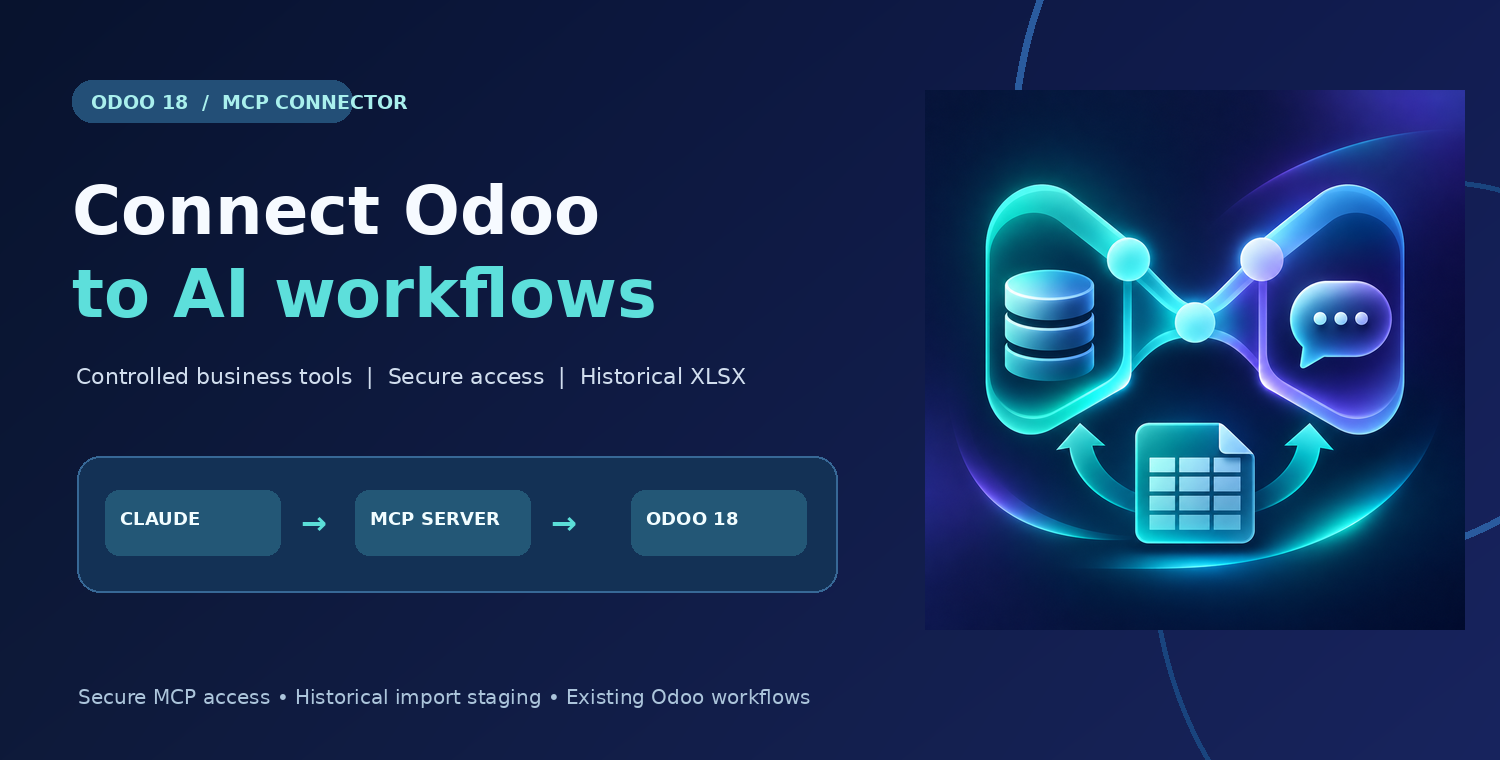 ODOO 18 / MCP CONNECTOR
Connect Odoo
to AI workflows
Controlled business tools | Secure access | Historical XLSX
CLAUDE → MCP SERVER → ODOO 18
Secure MCP access • Historical import staging • Existing Odoo workflows